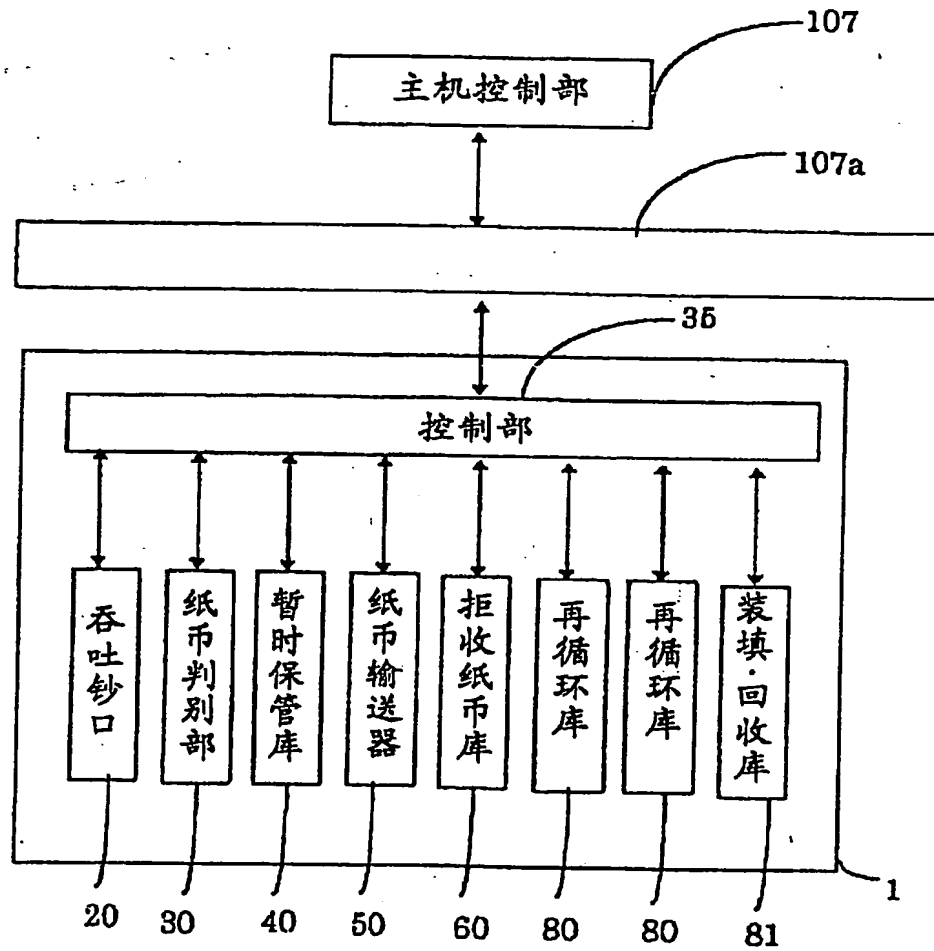 107
主机控制部
107a
35
控制部
吞吐钞口
纸币判别部
暂时保管库
纸币输送器
拒收纸币库
再循环库
再循环库
装填·回收库
1
20
30
40
50
60
80
80
81